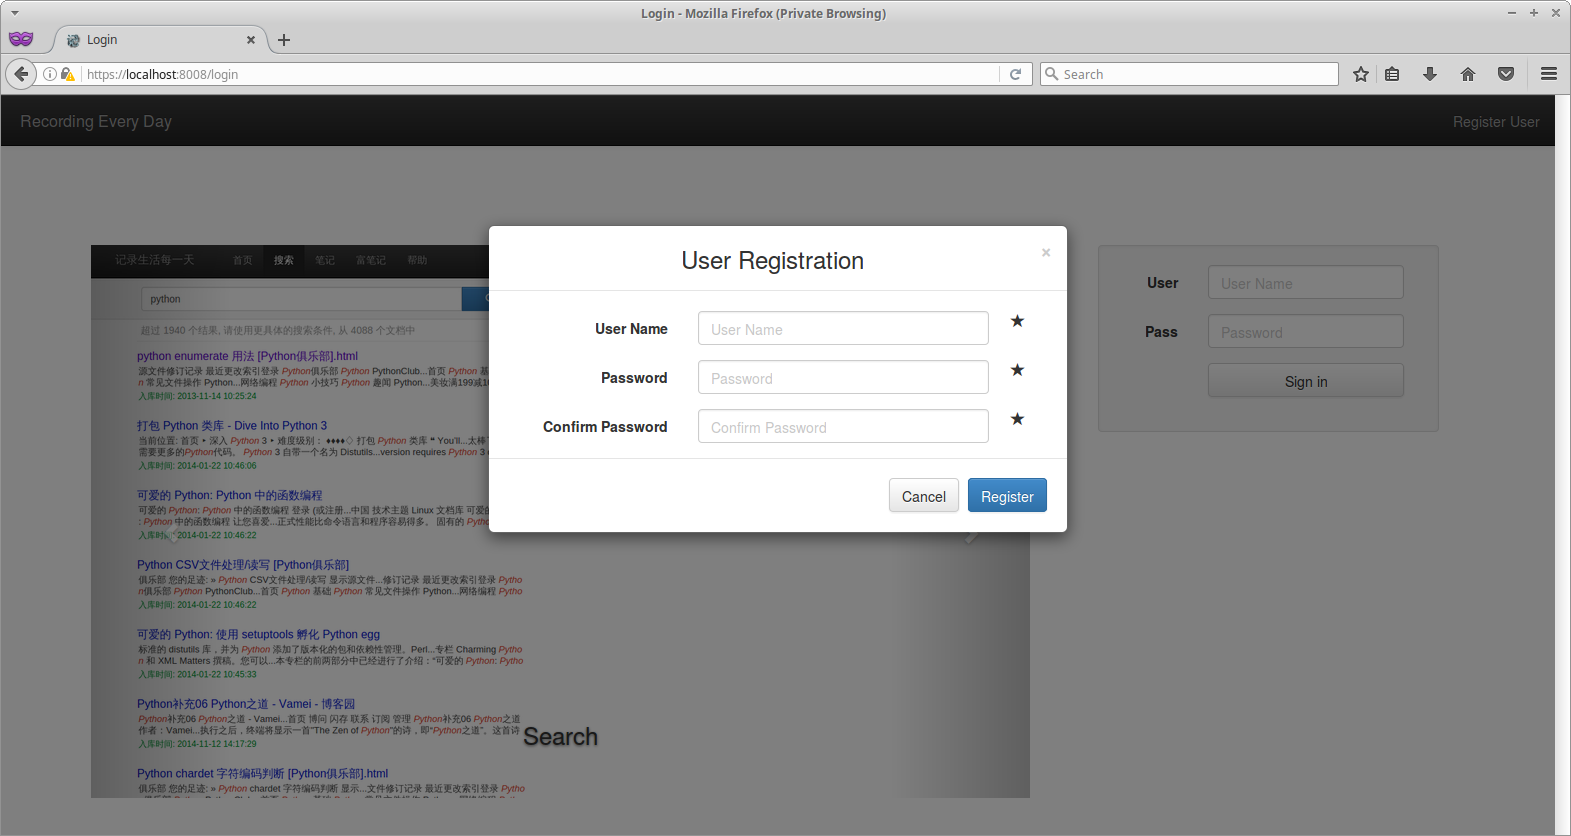 Login - Mozilla Firefox (Private Browsing)
Login
https://localhost:8008/login
Search
Recording Every Day
Register User
记录生活每一天 首页 搜索 笔记 富笔记 帮助
python
超过 1940 个结果, 请使用更具体的搜索条件, 从 4088 个文档中
python enumerate 用法 [Python俱乐部].html
源文件修订记录 最近更改索引登录 Python俱乐部 Python PythonClub...首页 Python
n 常见文件操作 Python...网络编程 Python 小技巧 Python 趣闻 Python...美妆满199减
入库时间: 2013-11-14 10:25:24
打包 Python 类库 - Dive Into Python 3
当前位置: 首页 ‣ 深入 Python 3 ‣ 难度级别： ♦♦♦♦♢ 打包 Python 类库 ❝ You'll...太棒
需要更多的Python代码。 Python 3 自带一个名为 Distutils...version requires Python 3
入库时间: 2014-01-22 10:46:06
可爱的 Python: Python 中的函数编程
可爱的 Python: Python 中的函数编程 登录 (或注册...中国 技术主题 Linux 文档库 可爱的
: Python 中的函数编程 让您喜爱...正式性能比命令语言和程序容易得多。 固有的 Pytho
入库时间: 2014-01-22 10:46:22
Python CSV文件处理/读写 [Python俱乐部]
俱乐部 您的足迹: » Python CSV文件处理/读写 显示源文件...修订记录 最近更改索引登录 Pytho
n俱乐部 Python PythonClub...首页 Python 基础 Python 常见文件操作 Python...网络编程 Pytho
入库时间: 2014-01-22 10:46:22
可爱的 Python: 使用 setuptools 孵化 Python egg
标准的 distutils 库，并为 Python 添加了版本化的包和依赖性管理。Perl...专栏 Charming Pytho
n 和 XML Matters 撰稿。您可以...本专栏的前两部分中已经进行了介绍：“可爱的 Python: Pytho
入库时间: 2014-01-22 10:45:33
Python补充06 Python之道 - Vamei - 博客园
Python补充06 Python之道 - Vamei...首页 博问 闪存 联系 订阅 管理 Python补充06 Python之道
作者：Vamei...执行之后，终端将显示一首"The Zen of Python"的诗，即“Python之道”。这首诗
入库时间: 2014-11-12 14:17:29
Python chardet 字符编码判断 [Python俱乐部].html
俱乐部 您的足迹: » Python chardet 字符编码判断 显示...文件修订记录 最近更改索引登录 Pytho
Search
User Registration
×
User Name User Name ★
Password Password ★
Confirm Password Confirm Password ★
Cancel Register
User User Name
Pass Password
Sign in